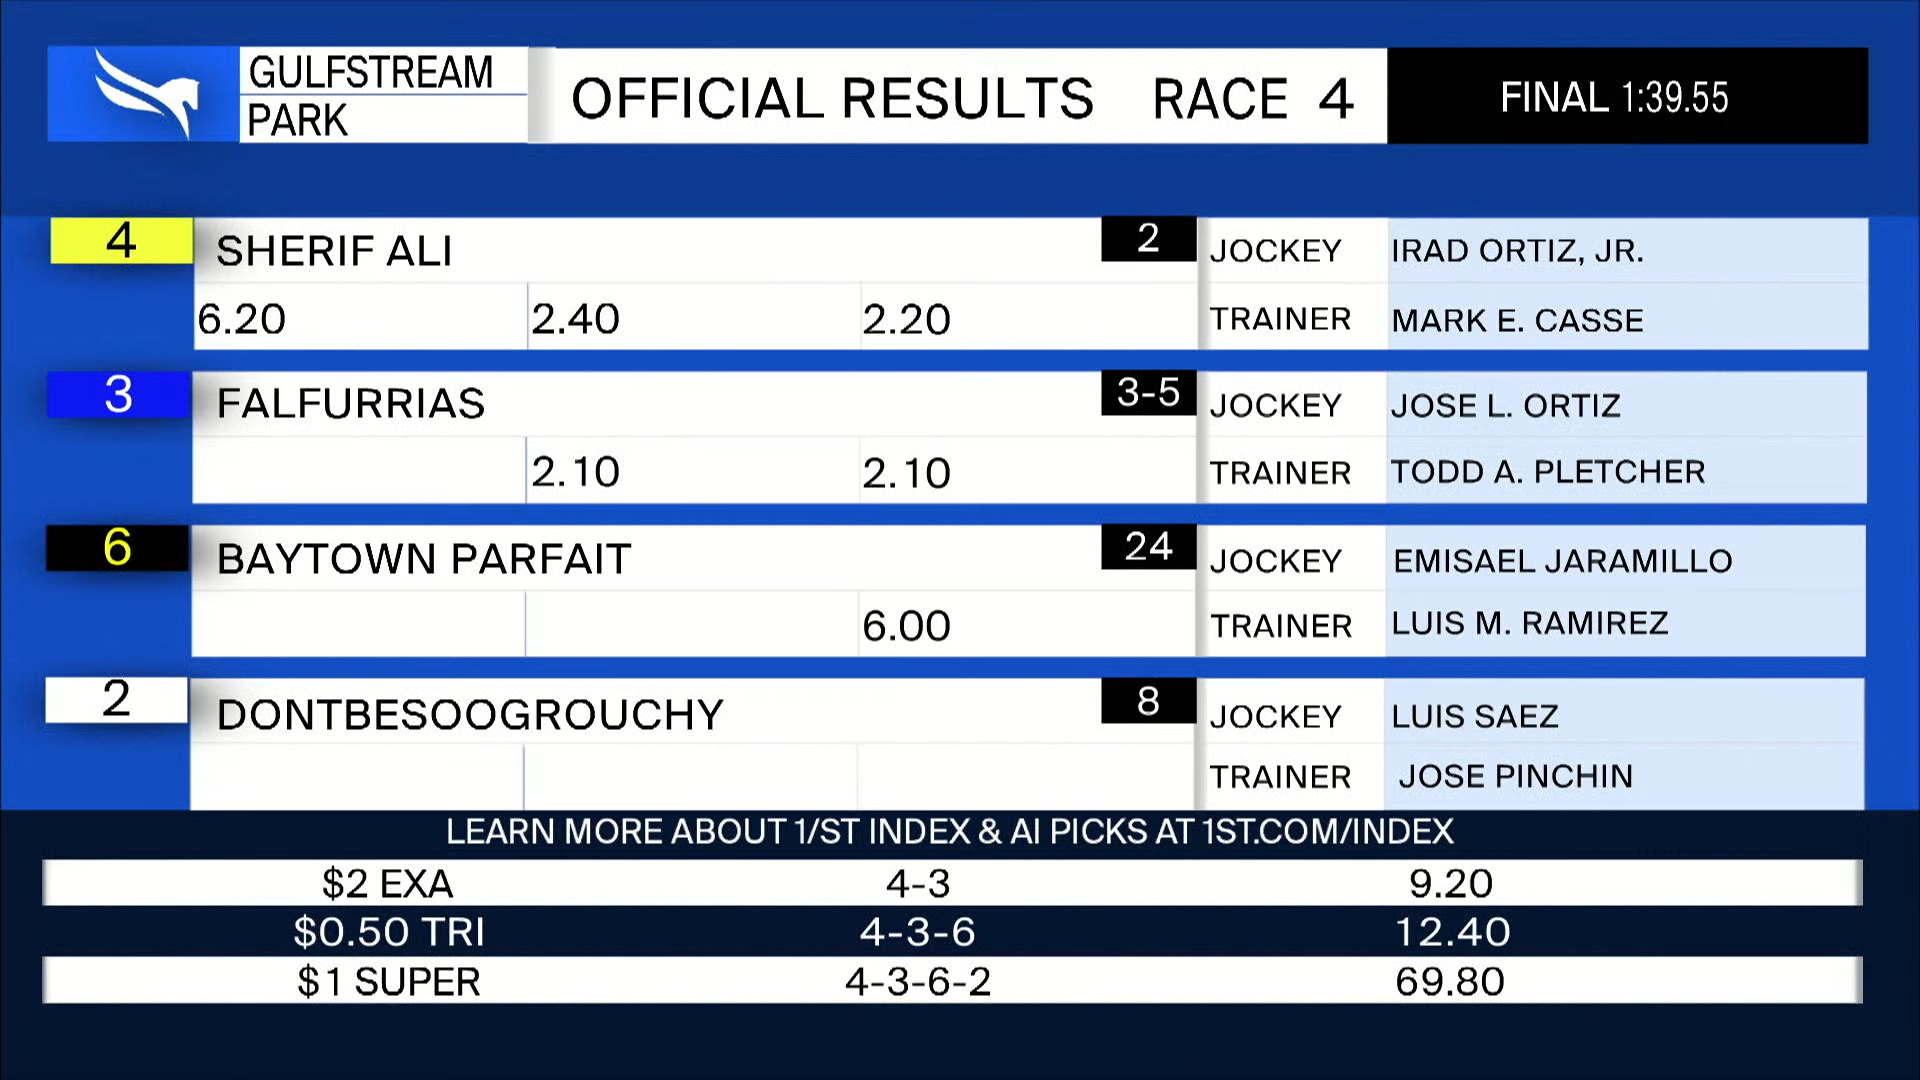 GULFSTREAM
PARK
OFFICIAL RESULTS RACE 4
FINAL 1:39.55
4 SHERIF ALI 2 JOCKEY IRAD ORTIZ, JR.
6.20 2.40 2.20 TRAINER MARK E. CASSE
3 FALFURRIAS 3-5 JOCKEY JOSE L. ORTIZ
2.10 2.10 TRAINER TODD A. PLETCHER
6 BAYTOWN PARFAIT 24 JOCKEY EMISAEL JARAMILLO
6.00 TRAINER LUIS M. RAMIREZ
2 DONTBESOOGROUCHY 8 JOCKEY LUIS SAEZ
TRAINER JOSE PINCHIN
LEARN MORE ABOUT 1/ST INDEX & AI PICKS AT 1ST.COM/INDEX
$2 EXA 4-3 9.20
$0.50 TRI 4-3-6 12.40
$1 SUPER 4-3-6-2 69.80